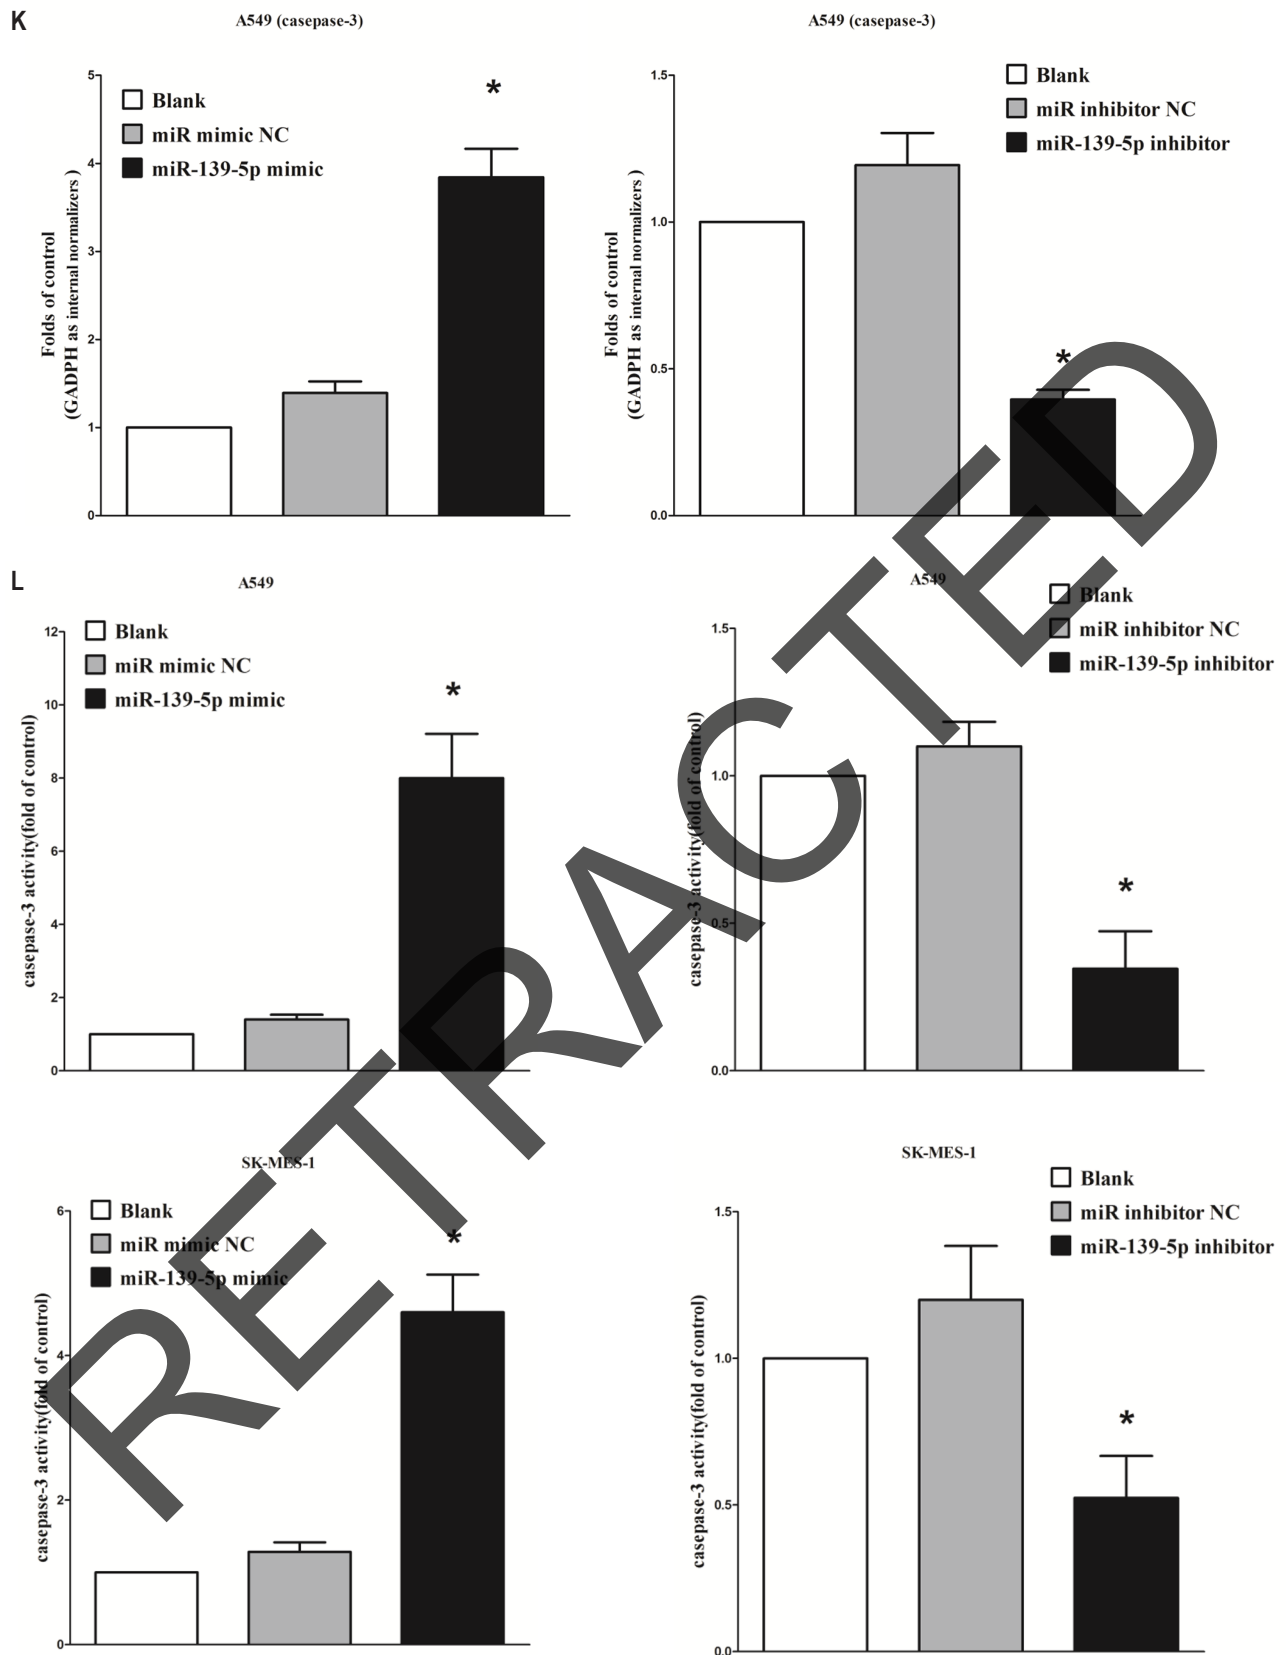 K
A549 (casepase-3)
5
4
3
2
1
0
Folds of control
(GADPH as internal normalizers )
Blank
miR mimic NC
miR-139-5p mimic
*
A549 (casepase-3)
1.5
1.0
0.5
0.0
Folds of control
(GADPH as internal normalizers )
Blank
miR inhibitor NC
miR-139-5p inhibitor
*
L
A549
12
10
8
6
4
2
0
casepase-3 activity(fold of control)
Blank
miR mimic NC
miR-139-5p mimic
*
A549
1.5
1.0
0.5
0.0
casepase-3 activity(fold of control)
Blank
miR inhibitor NC
miR-139-5p inhibitor
*
SK-MES-1
6
4
2
0
casepase-3 activity(fold of control)
Blank
miR mimic NC
miR-139-5p mimic
*
SK-MES-1
1.5
1.0
0.5
0.0
casepase-3 activity(fold of control)
Blank
miR inhibitor NC
miR-139-5p inhibitor
*
RETRACTED